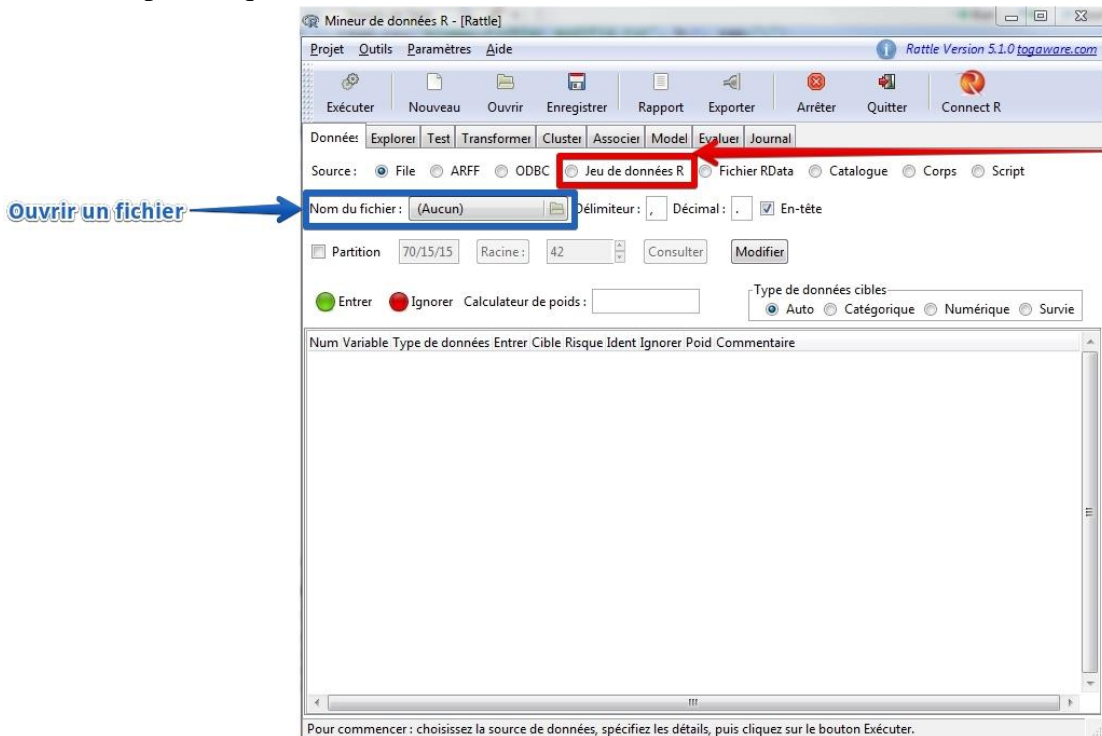 Mineur de données R - [Rattle]
Projet Outils Paramètres Aide
Rattle Version 5.1.0 togaware.com
Exécuter Nouveau Ouvrir Enregistrer Rapport Exporter Arrêter Quitter Connect R
Données Explorer Test Transformer Cluster Associer Model Evaluer Journal
Source : File ARFF ODBC Jeu de données R Fichier RData Catalogue Corps Script
Ouvrir un fichier
Nom du fichier : (Aucun) Délimiteur : , Décimal : . En-tête
Partition 70/15/15 Racine : 42 Consulter Modifier
Type de données cibles
Entrer Ignorer Calculateur de poids : Auto Catégorique Numérique Survie
Num Variable Type de données Entrer Cible Risque Ident Ignorer Poid Commentaire
Pour commencer : choisissez la source de données, spécifiez les détails, puis cliquez sur le bouton Exécuter.